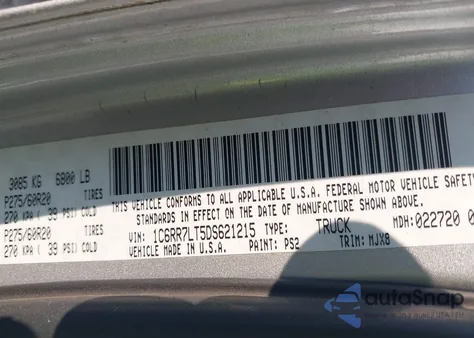 3085 KG 6800 LB
P275/60R20 TIRES
270 KPA ( 39 PSI) COLD
P275/60R20 TIRES
270 KPA ( 39 PSI) COLD
THIS VEHICLE CONFORMS TO ALL APPLICABLE U.S.A. FEDERAL MOTOR VEHICLE SAFETY
STANDARDS IN EFFECT ON THE DATE OF MANUFACTURE SHOWN ABOVE.
VIN: 1C6RR7LT5DS621215 TYPE: TRUCK
MADE IN U.S.A. PAINT: PS2 TRIM: MJX8 MDH: 022720
autoSnap